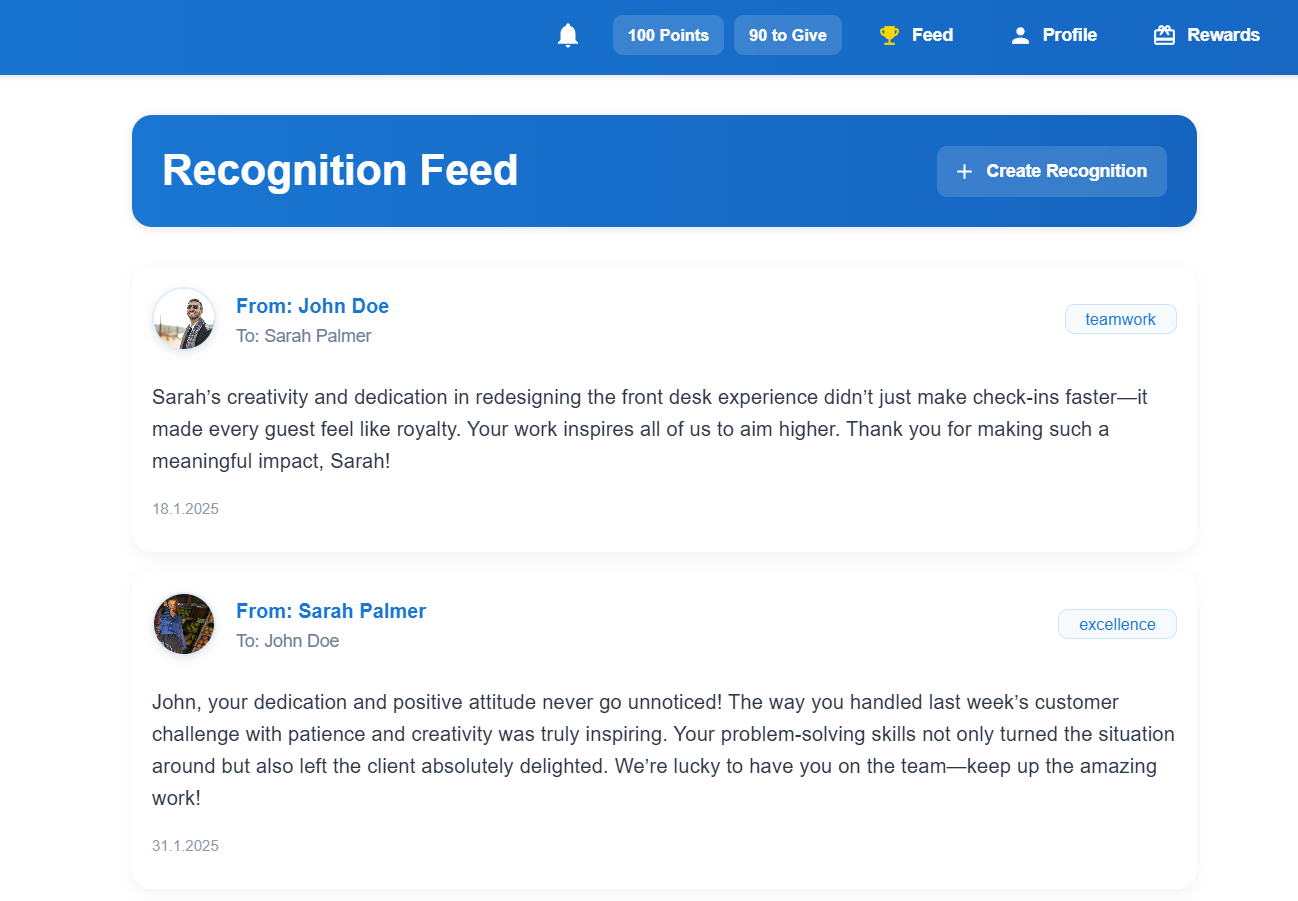 100 Points
90 to Give
Feed
Profile
Rewards
Recognition Feed
Create Recognition
From: John Doe
To: Sarah Palmer
teamwork
Sarah’s creativity and dedication in redesigning the front desk experience didn’t just make check-ins faster—it
made every guest feel like royalty. Your work inspires all of us to aim higher. Thank you for making such a
meaningful impact, Sarah!
18.1.2025
From: Sarah Palmer
To: John Doe
excellence
John, your dedication and positive attitude never go unnoticed! The way you handled last week’s customer
challenge with patience and creativity was truly inspiring. Your problem-solving skills not only turned the situation
around but also left the client absolutely delighted. We’re lucky to have you on the team—keep up the amazing
work!
31.1.2025